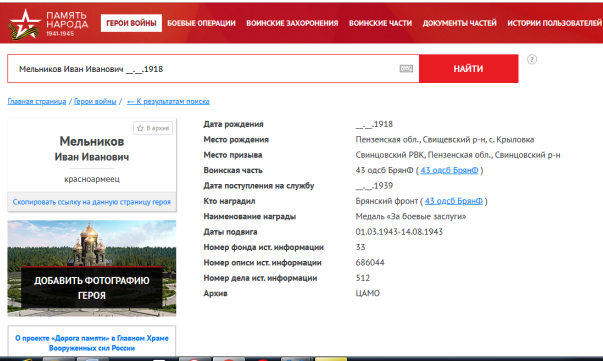 ПАМЯТЬ
НАРОДА
1941-1945
ГЕРОИ ВОЙНЫ БОЕВЫЕ ОПЕРАЦИИ ВОИНСКИЕ ЗАХОРОНЕНИЯ ВОИНСКИЕ ЧАСТИ ДОКУМЕНТЫ ЧАСТЕЙ ИСТОРИИ ПОЛЬЗОВАТЕЛЕЙ
Мельников Иван Иванович __.__.1918
НАЙТИ
?
Главная страница / Герои войны / ← К результатам поиска
В архив
Мельников
Иван Иванович
красноармеец
Скопировать ссылку на данную страницу героя
ДОБАВИТЬ ФОТОГРАФИЮ
ГЕРОЯ
О проекте «Дорога памяти» в Главном Храме
Вооруженных сил России
Дата рождения __.__.1918
Место рождения Пензенская обл., Свищевский р-н, с. Крыловка
Место призыва Свинцовский РВК, Пензенская обл., Свинцовский р-н
Воинская часть 43 одсб БрянФ ( 43 одсб БрянФ )
Дата поступления на службу __.__.1939
Кто наградил Брянский фронт ( 43 одсб БрянФ )
Наименование награды Медаль «За боевые заслуги»
Даты подвига 01.03.1943-14.08.1943
Номер фонда ист. информации 33
Номер описи ист. информации 686044
Номер дела ист. информации 512
Архив ЦАМО